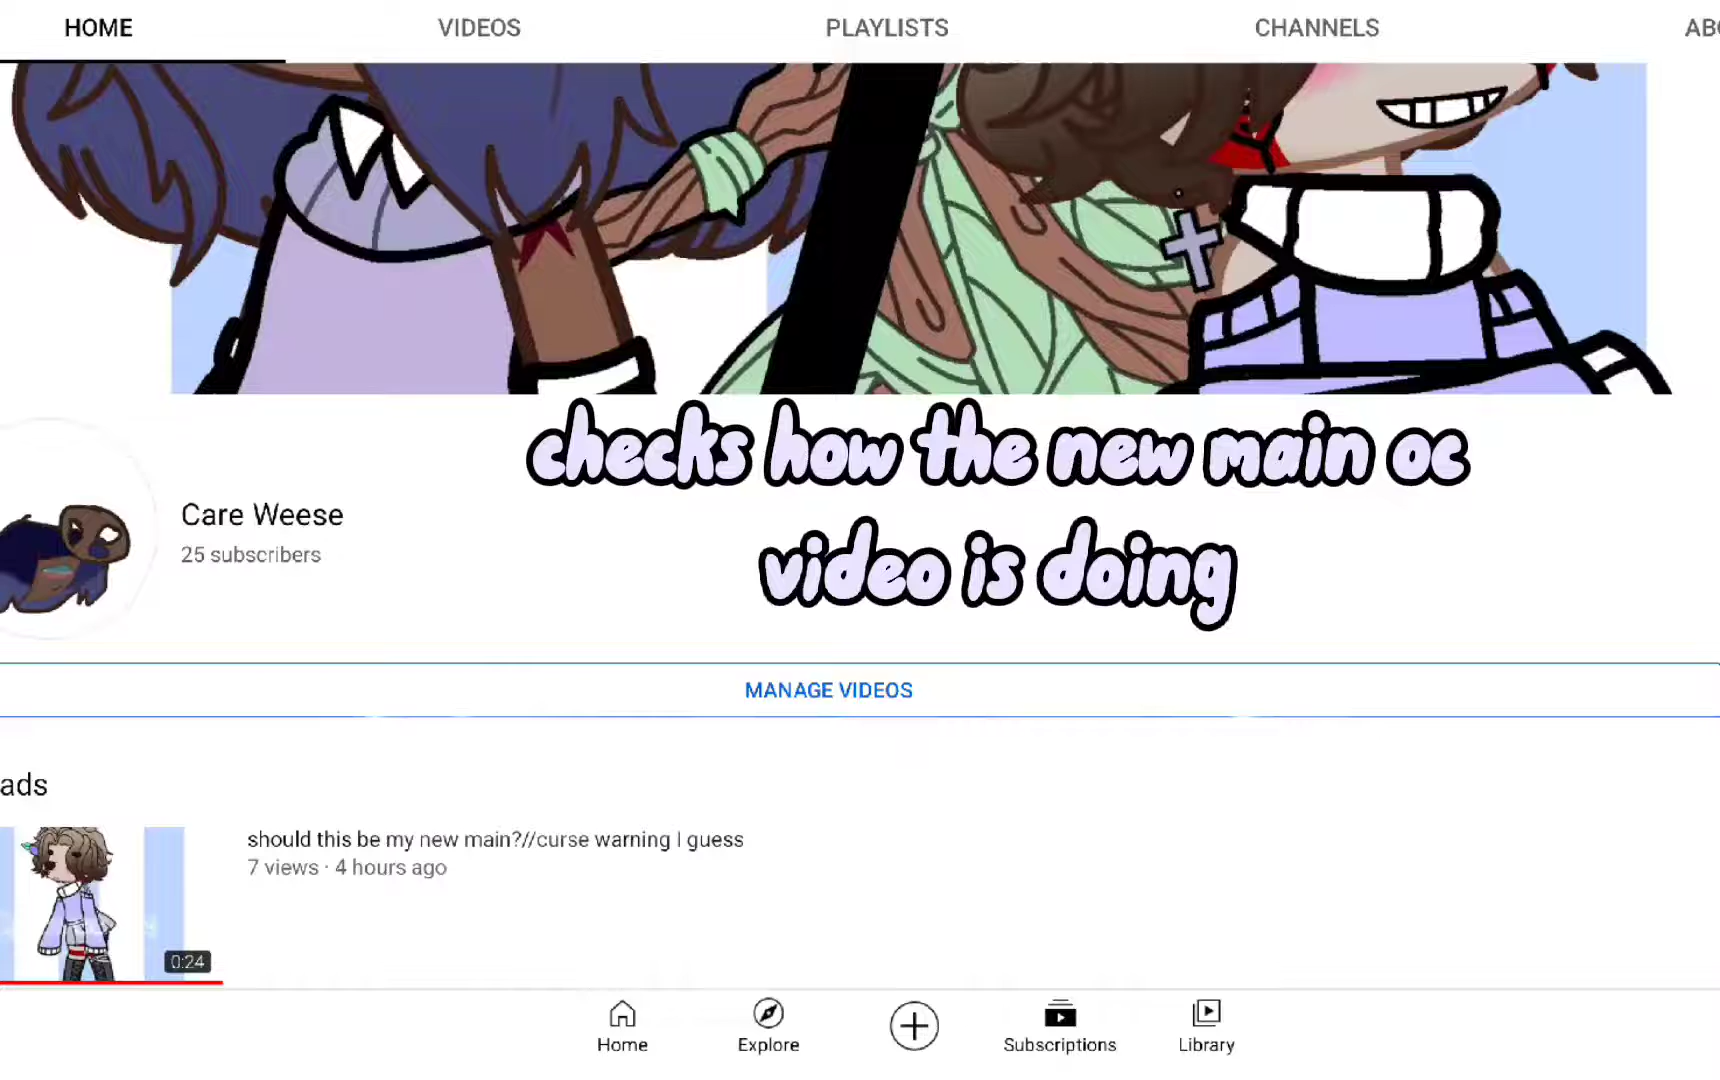 HOME VIDEOS PLAYLISTS CHANNELS
checks how the new main oc
video is doing
Care Weese
25 subscribers
MANAGE VIDEOS
ads
should this be my new main?//curse warning I guess
7 views · 4 hours ago
0:24
Home Explore Subscriptions Library